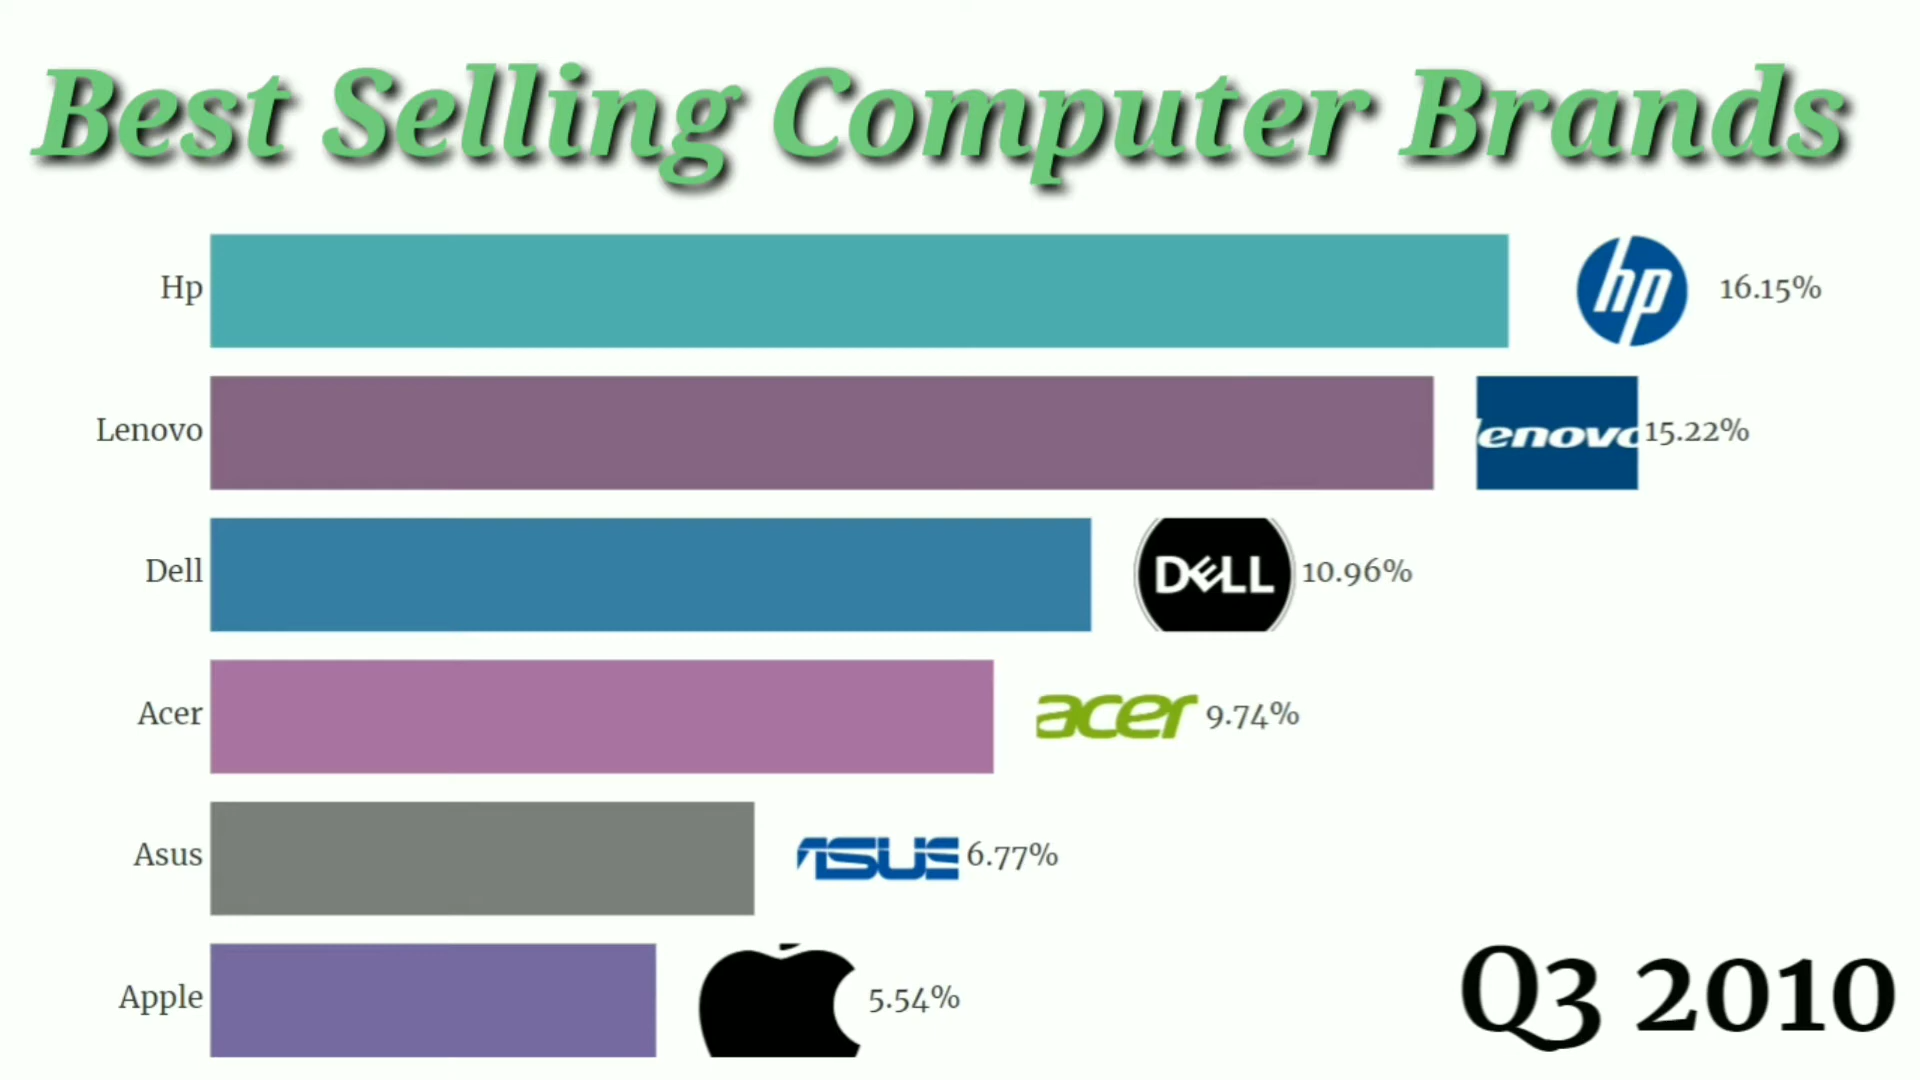 Best Selling Computer Brands
Hp hp 16.15%
Lenovo lenovo 15.22%
Dell DELL 10.96%
Acer acer 9.74%
Asus ASUS 6.77%
Apple 5.54%
Q3 2010